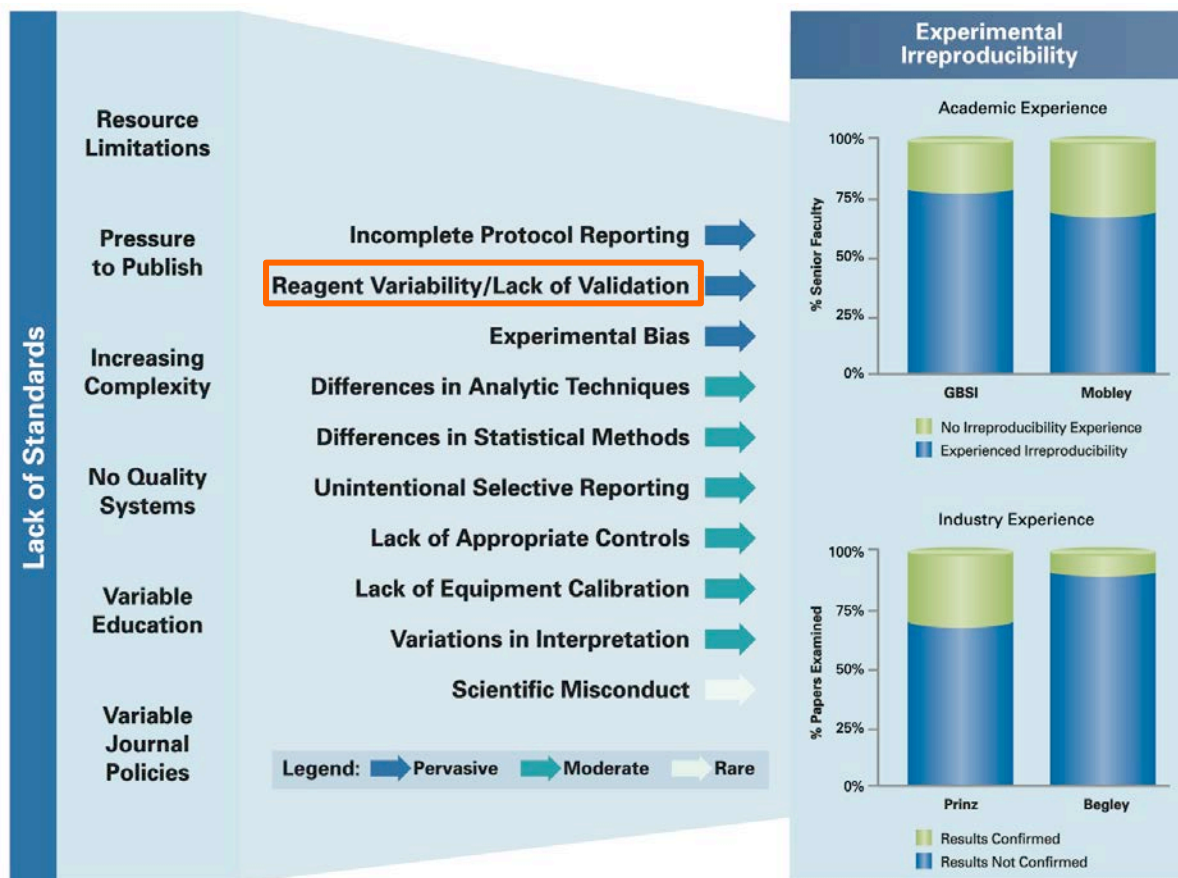 Lack of Standards
Resource
Limitations
Pressure
to Publish
Increasing
Complexity
No Quality
Systems
Variable
Education
Variable
Journal
Policies
Incomplete Protocol Reporting
Reagent Variability/Lack of Validation
Experimental Bias
Differences in Analytic Techniques
Differences in Statistical Methods
Unintentional Selective Reporting
Lack of Appropriate Controls
Lack of Equipment Calibration
Variations in Interpretation
Scientific Misconduct
Legend: Pervasive Moderate Rare
Experimental
Irreproducibility
Academic Experience
% Senior Faculty
100%
75%
50%
25%
0%
GBSI Mobley
No Irreproducibility Experience
Experienced Irreproducibility
Industry Experience
% Papers Examined
100%
75%
50%
25%
0%
Prinz Begley
Results Confirmed
Results Not Confirmed